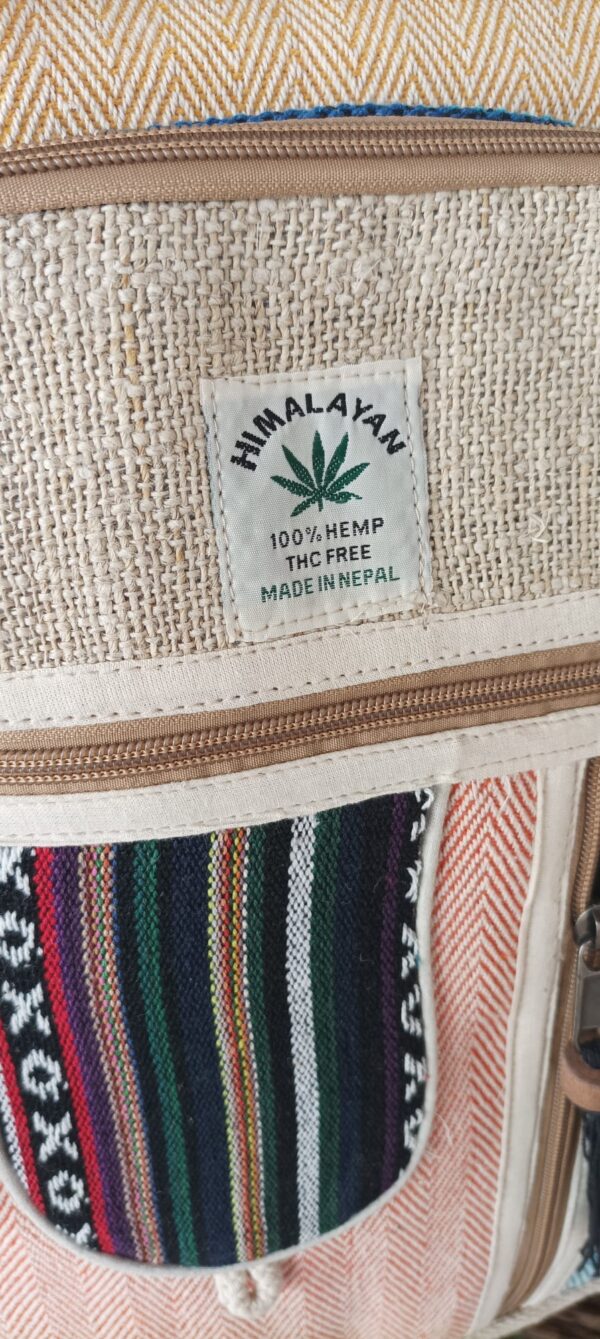 HIMALAYAN
100% HEMP
THC FREE
MADE IN NEPAL